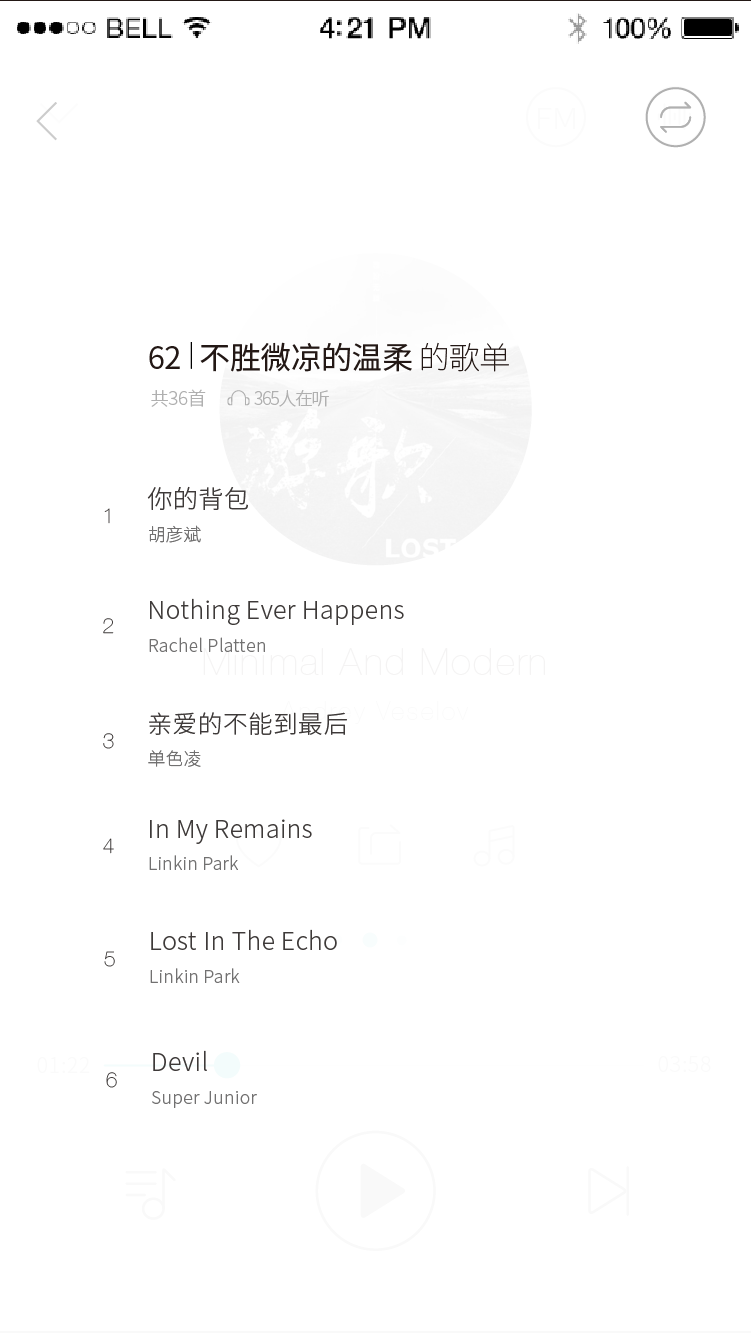 BELL 4:21 PM 100%
FM
62 | 不胜微凉的温柔 的歌单
共36首 365人在听
LOST
1 你的背包
胡彦斌
2 Nothing Ever Happens
Rachel Platten
Minimal And Modern
3 亲爱的不能到最后
单色凌
4 In My Remains
Linkin Park
5 Lost In The Echo
Linkin Park
01:22 03:58
6 Devil
Super Junior